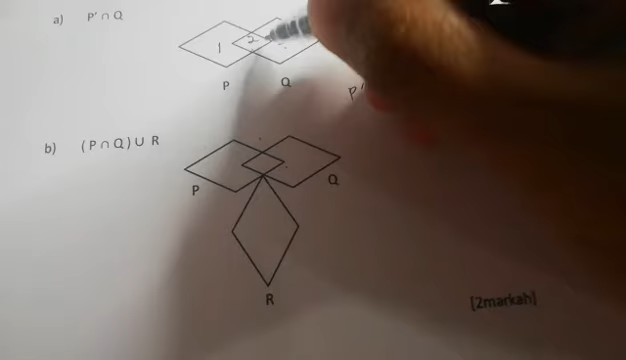 a) P' ∩ Q
1 2
P Q
P'
b) (P ∩ Q) ∪ R
P Q
R
[2markah]